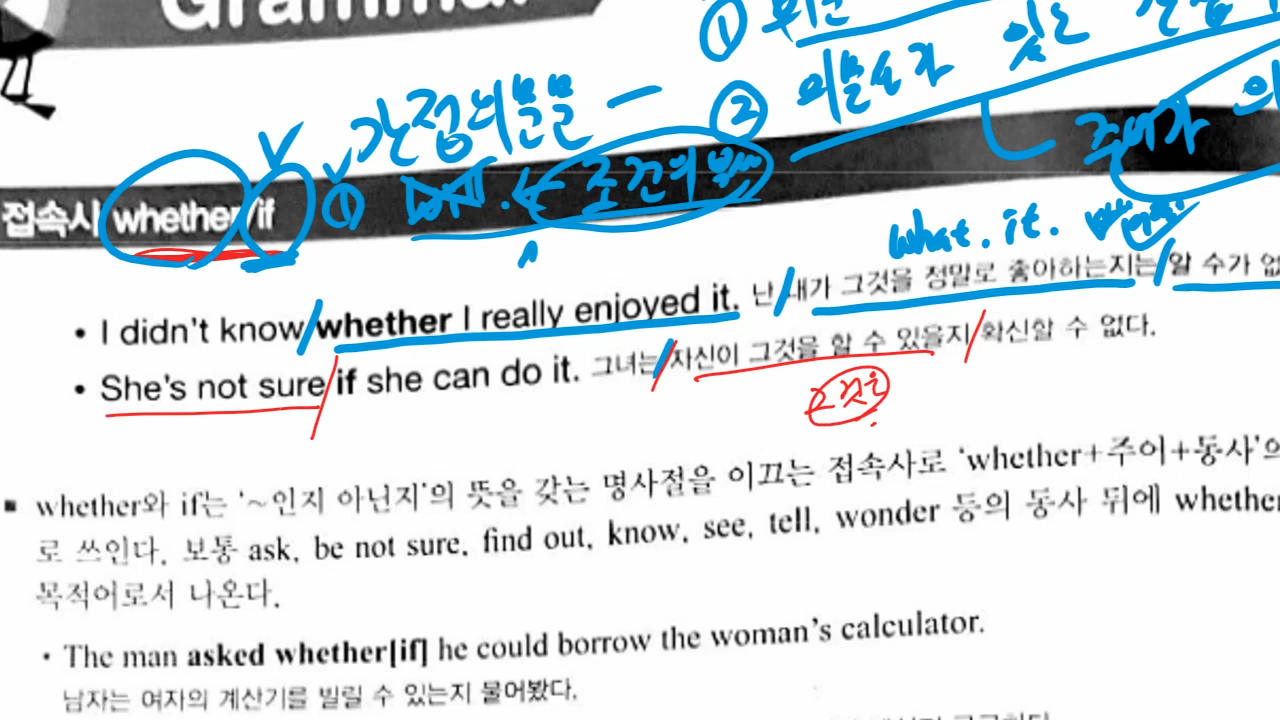 Grammar
①
② 의문사가 있는
간접의문문 –
주어가 의
① 조건의
접속사 whether/if
what. it.
• I didn't know/whether I really enjoyed it. 난/내가 그것을 정말로 좋아하는지는/알 수가 없
• She's not sure/if she can do it. 그녀는/자신이 그것을 할 수 있을지/확신할 수 없다.
그것은
■ whether와 if는 '~인지 아닌지'의 뜻을 갖는 명사절을 이끄는 접속사로 'whether+주어+동사'의
로 쓰인다. 보통 ask, be not sure, find out, know, see, tell, wonder 등의 동사 뒤에 whether
목적어로서 나온다.
• The man asked whether[if] he could borrow the woman's calculator.
남자는 여자의 계산기를 빌릴 수 있는지 물어봤다.